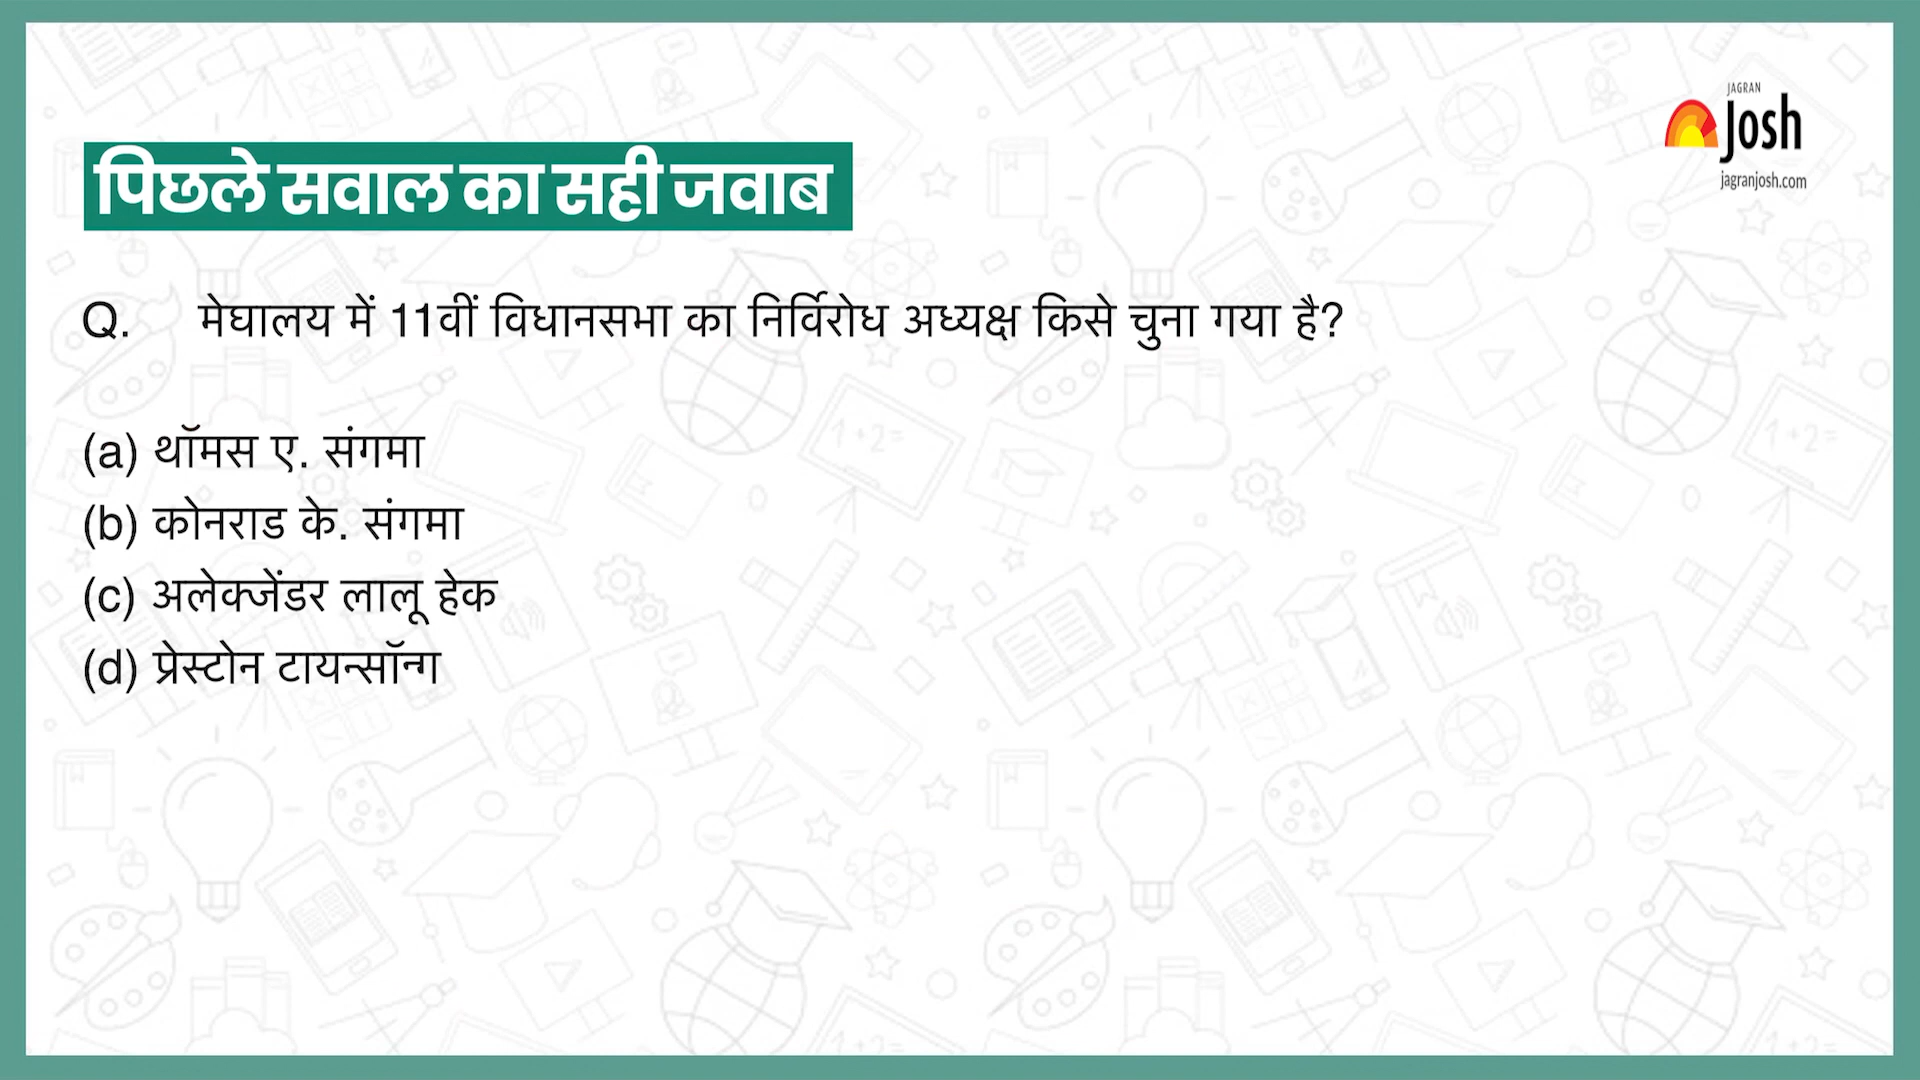 JAGRAN
Josh
jagranjosh.com
पिछले सवाल का सही जवाब
Q. मेघालय में 11वीं विधानसभा का निर्विरोध अध्यक्ष किसे चुना गया है?
(a) थॉमस ए. संगमा
(b) कोनराड के. संगमा
(c) अलेक्जेंडर लालू हेक
(d) प्रेस्टोन टायन्सॉन्ग